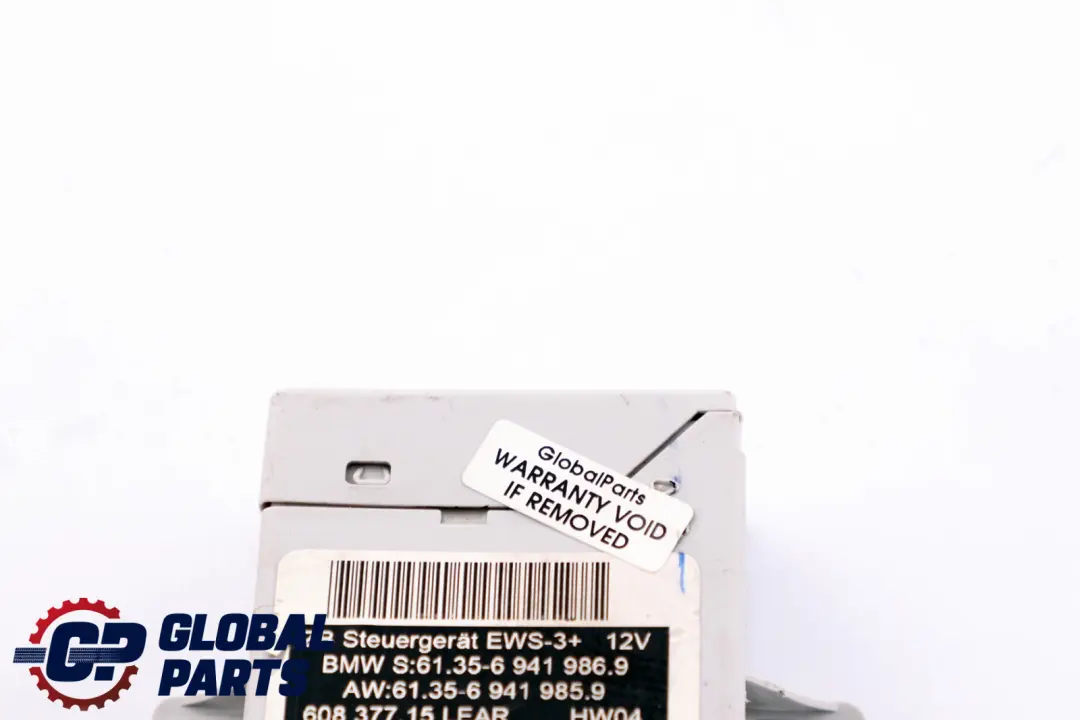 GlobalParts
WARRANTY VOID
IF REMOVED
Steuergerät EWS-3+ 12V
BMW S:61.35-6 941 986.9
AW:61.35-6 941 985.9
608.377.15 LEAR HW04
GP GLOBAL
PARTS